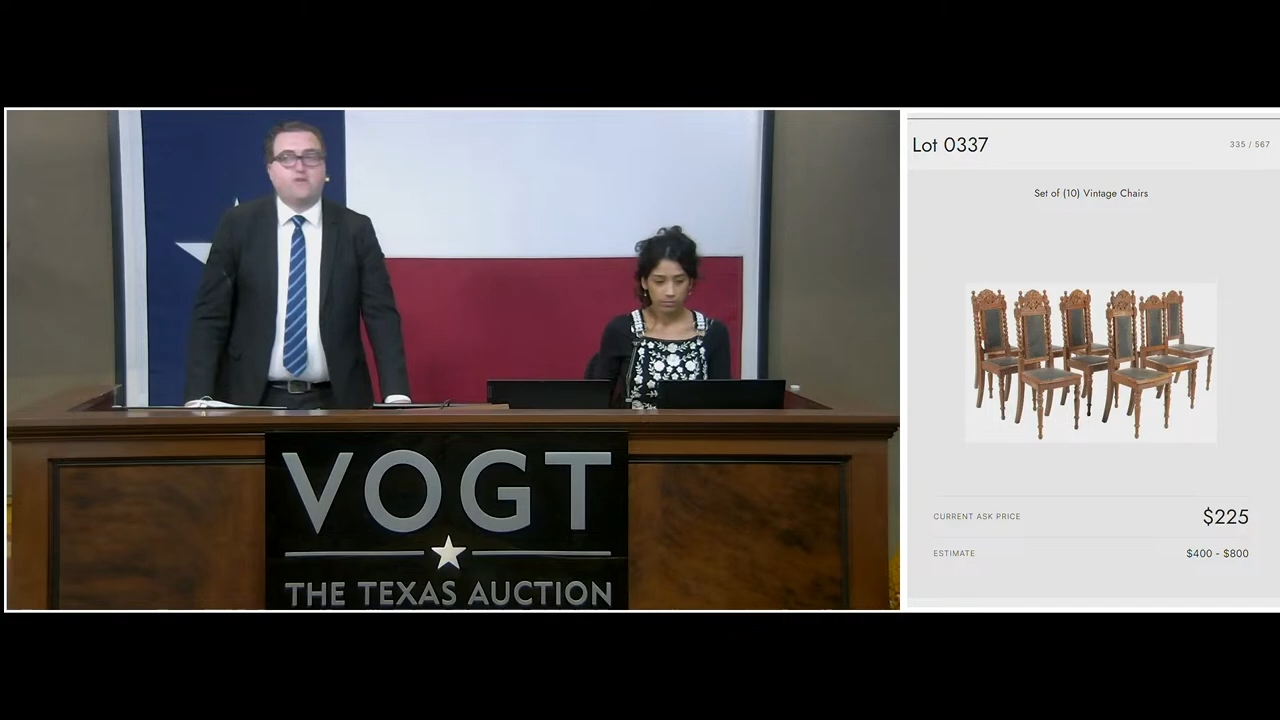 VOGT
THE TEXAS AUCTION
Lot 0337
335 / 567
Set of (10) Vintage Chairs
CURRENT ASK PRICE
$225
ESTIMATE
$400 - $800